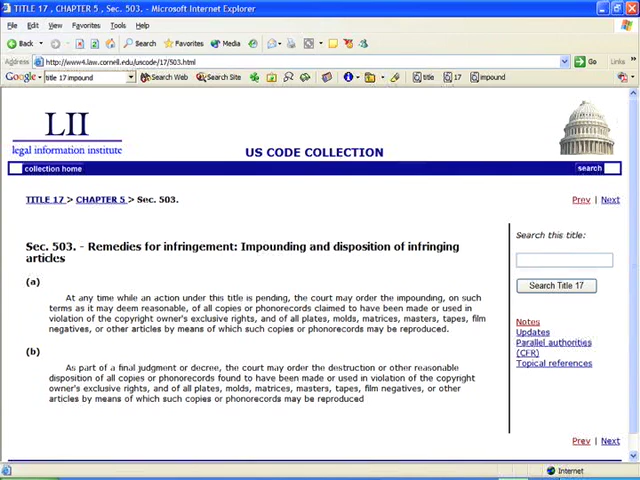 TITLE 17 , CHAPTER 5 , Sec. 503. - Microsoft Internet Explorer
File Edit View Favorites Tools Help
Back Search Favorites Media
Address http://www4.law.cornell.edu/uscode/17/503.html Go Links »
Google title 17 impound Search Web Search Site title 17 impound
LII
legal information institute
US CODE COLLECTION
collection home search
TITLE 17 > CHAPTER 5 > Sec. 503. Prev | Next
Search this title:
Sec. 503. - Remedies for infringement: Impounding and disposition of infringing
articles
Search Title 17
(a)
At any time while an action under this title is pending, the court may order the impounding, on such
terms as it may deem reasonable, of all copies or phonorecords claimed to have been made or used in
violation of the copyright owner's exclusive rights, and of all plates, molds, matrices, masters, tapes, film
negatives, or other articles by means of which such copies or phonorecords may be reproduced.
Notes
Updates
Parallel authorities
(CFR)
Topical references
(b)
As part of a final judgment or decree, the court may order the destruction or other reasonable
disposition of all copies or phonorecords found to have been made or used in violation of the copyright
owner's exclusive rights, and of all plates, molds, matrices, masters, tapes, film negatives, or other
articles by means of which such copies or phonorecords may be reproduced
Prev | Next
Internet